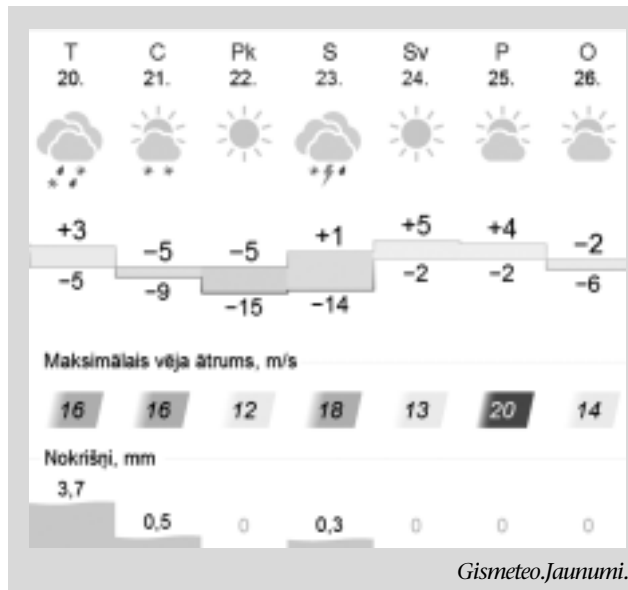 T C Pk S Sv P O
20. 21. 22. 23. 24. 25. 26.
+3 −5 −5 +1 +5 +4 −2
−5 −9 −15 −14 −2 −2 −6
Maksimālais vēja ātrums, m/s
16 16 12 18 13 20 14
Nokrišņi, mm
3,7 0,5 0 0,3 0 0 0
Gismeteo.Jaunumi.